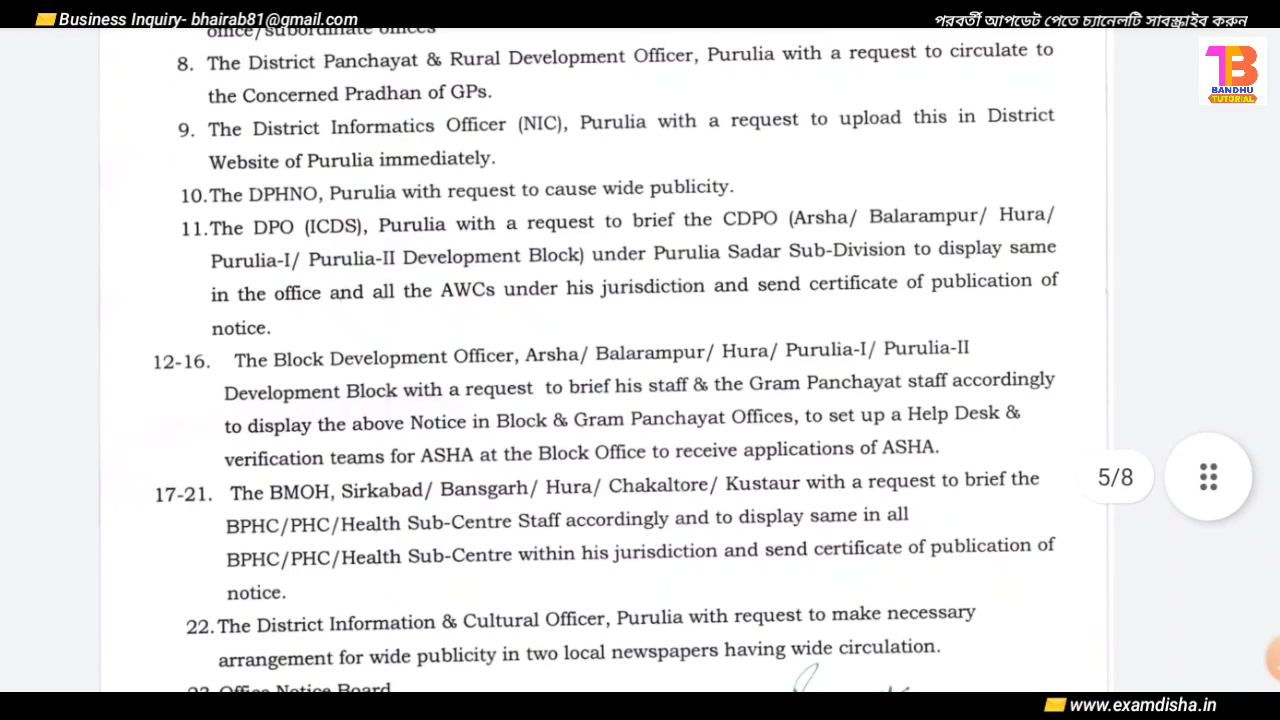 Business Inquiry- bhairab81@gmail.com
পরবর্তী আপডেট পেতে চ্যানেলটি সাবস্ক্রাইব করুন
office/subordinate offices
8. The District Panchayat & Rural Development Officer, Purulia with a request to circulate to
the Concerned Pradhan of GPs.
9. The District Informatics Officer (NIC), Purulia with a request to upload this in District
Website of Purulia immediately.
10.The DPHNO, Purulia with request to cause wide publicity.
11.The DPO (ICDS), Purulia with a request to brief the CDPO (Arsha/ Balarampur/ Hura/
Purulia-I/ Purulia-II Development Block) under Purulia Sadar Sub-Division to display same
in the office and all the AWCs under his jurisdiction and send certificate of publication of
notice.
12-16. The Block Development Officer, Arsha/ Balarampur/ Hura/ Purulia-I/ Purulia-II
Development Block with a request to brief his staff & the Gram Panchayat staff accordingly
to display the above Notice in Block & Gram Panchayat Offices, to set up a Help Desk &
verification teams for ASHA at the Block Office to receive applications of ASHA.
17-21. The BMOH, Sirkabad/ Bansgarh/ Hura/ Chakaltore/ Kustaur with a request to brief the
BPHC/PHC/Health Sub-Centre Staff accordingly and to display same in all
BPHC/PHC/Health Sub-Centre within his jurisdiction and send certificate of publication of
notice.
22.The District Information & Cultural Officer, Purulia with request to make necessary
arrangement for wide publicity in two local newspapers having wide circulation.
23.Office Notice Board
5/8
TB
BANDHU
TUTORIAL
www.examdisha.in